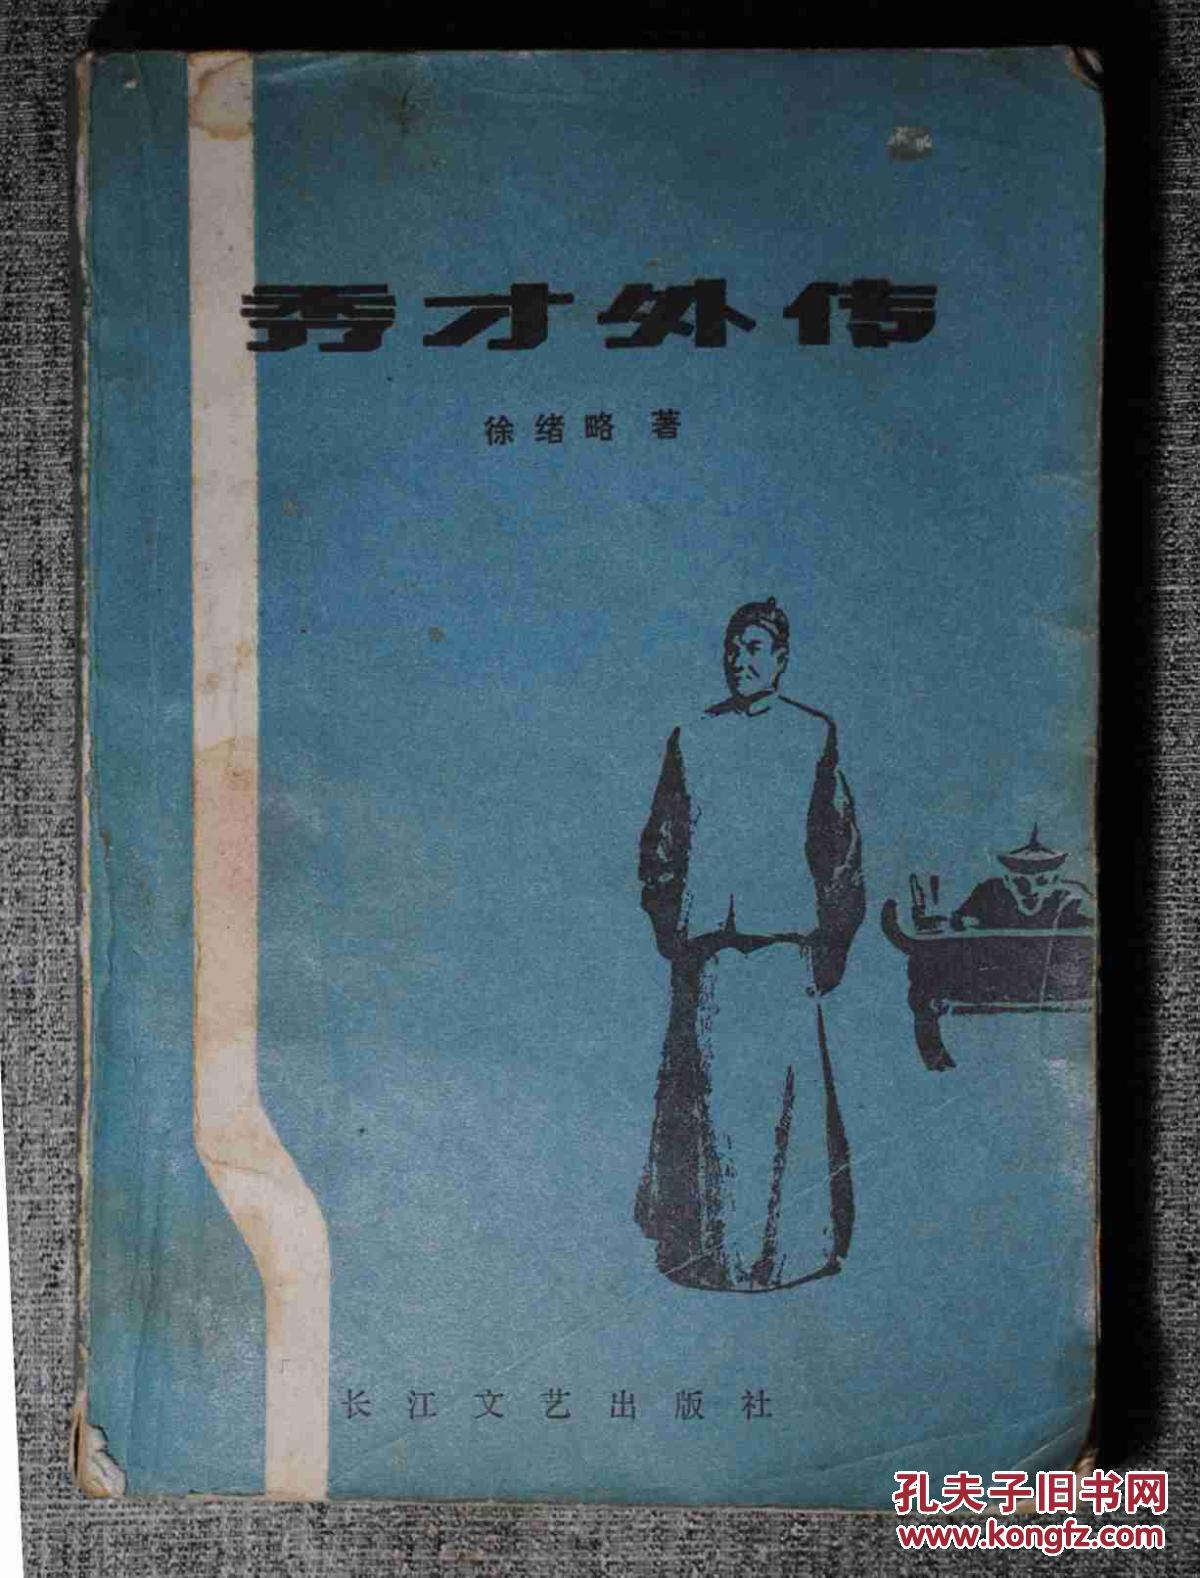 秀才外传
徐绪略 著
长江文艺出版社
孔夫子旧书网
www.kongfz.com